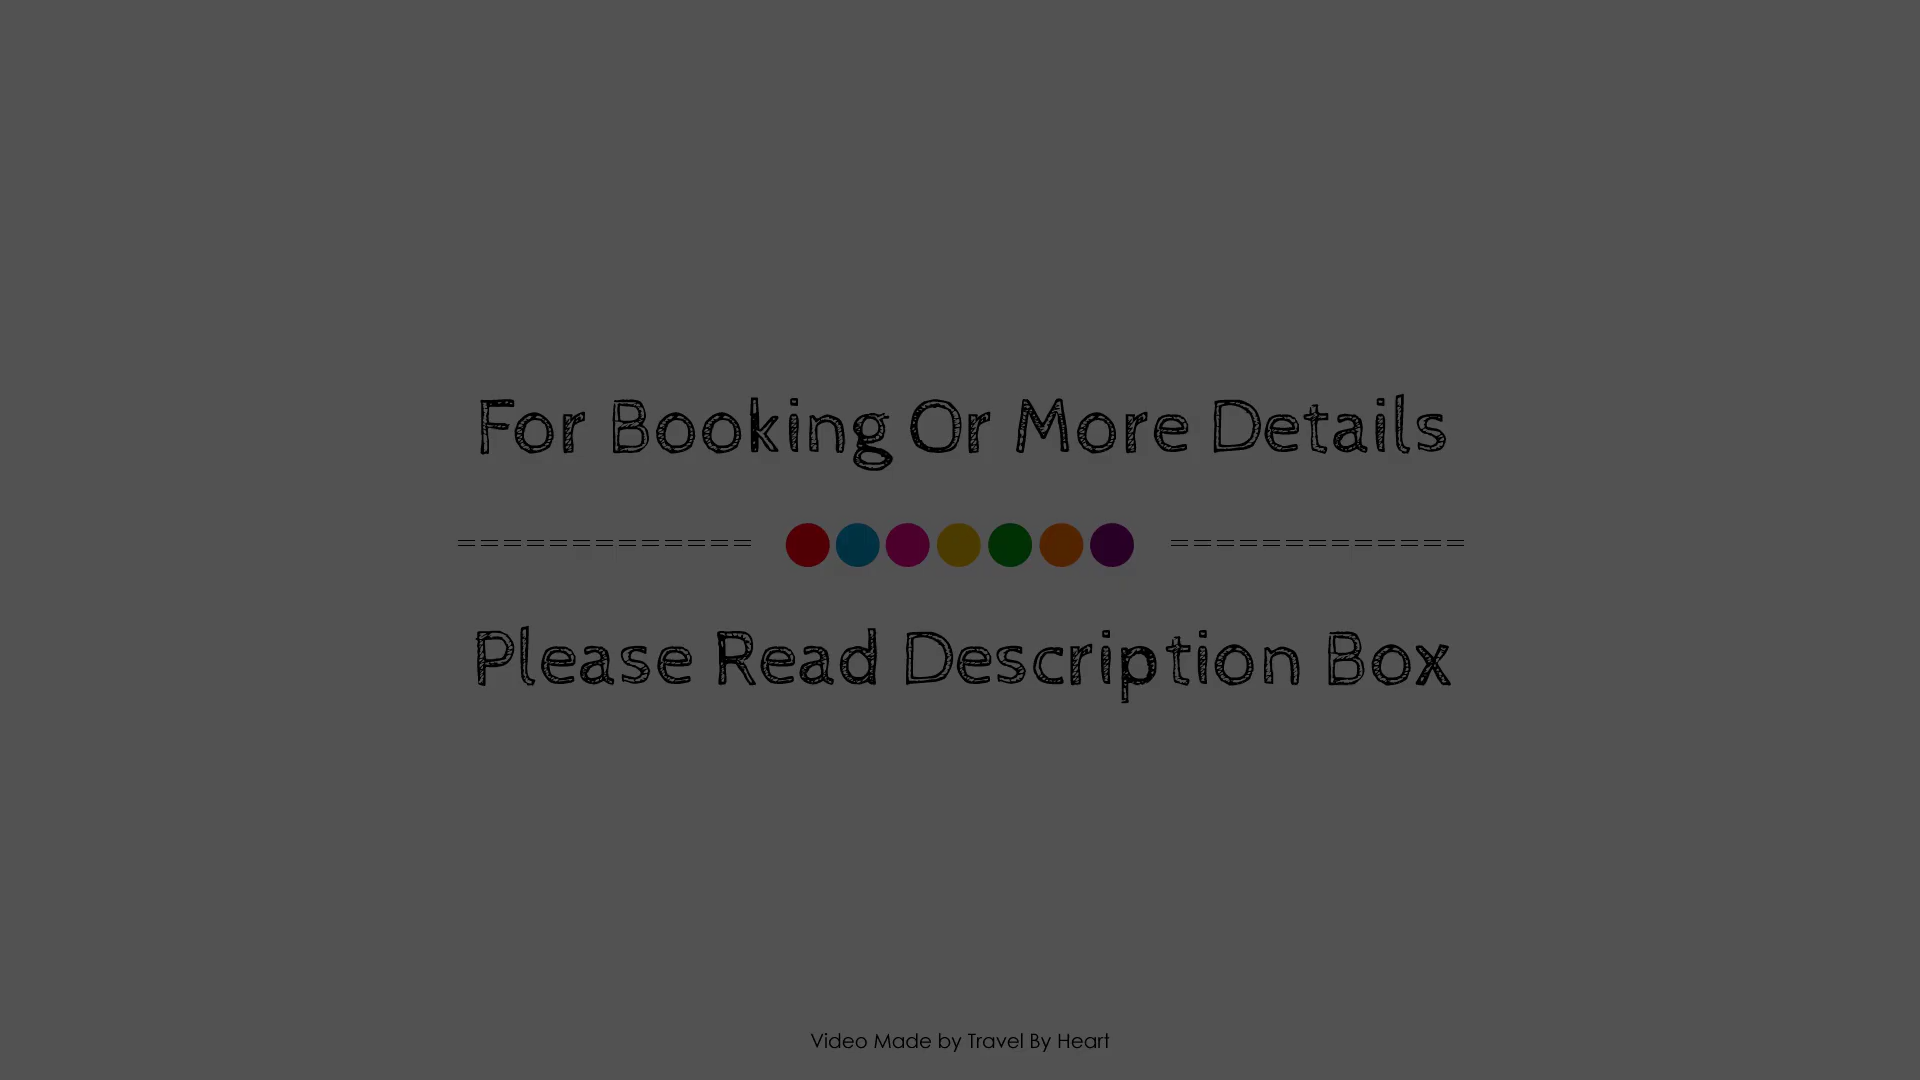 For Booking Or More Details
============= =============
Please Read Description Box
Video Made by Travel By Heart